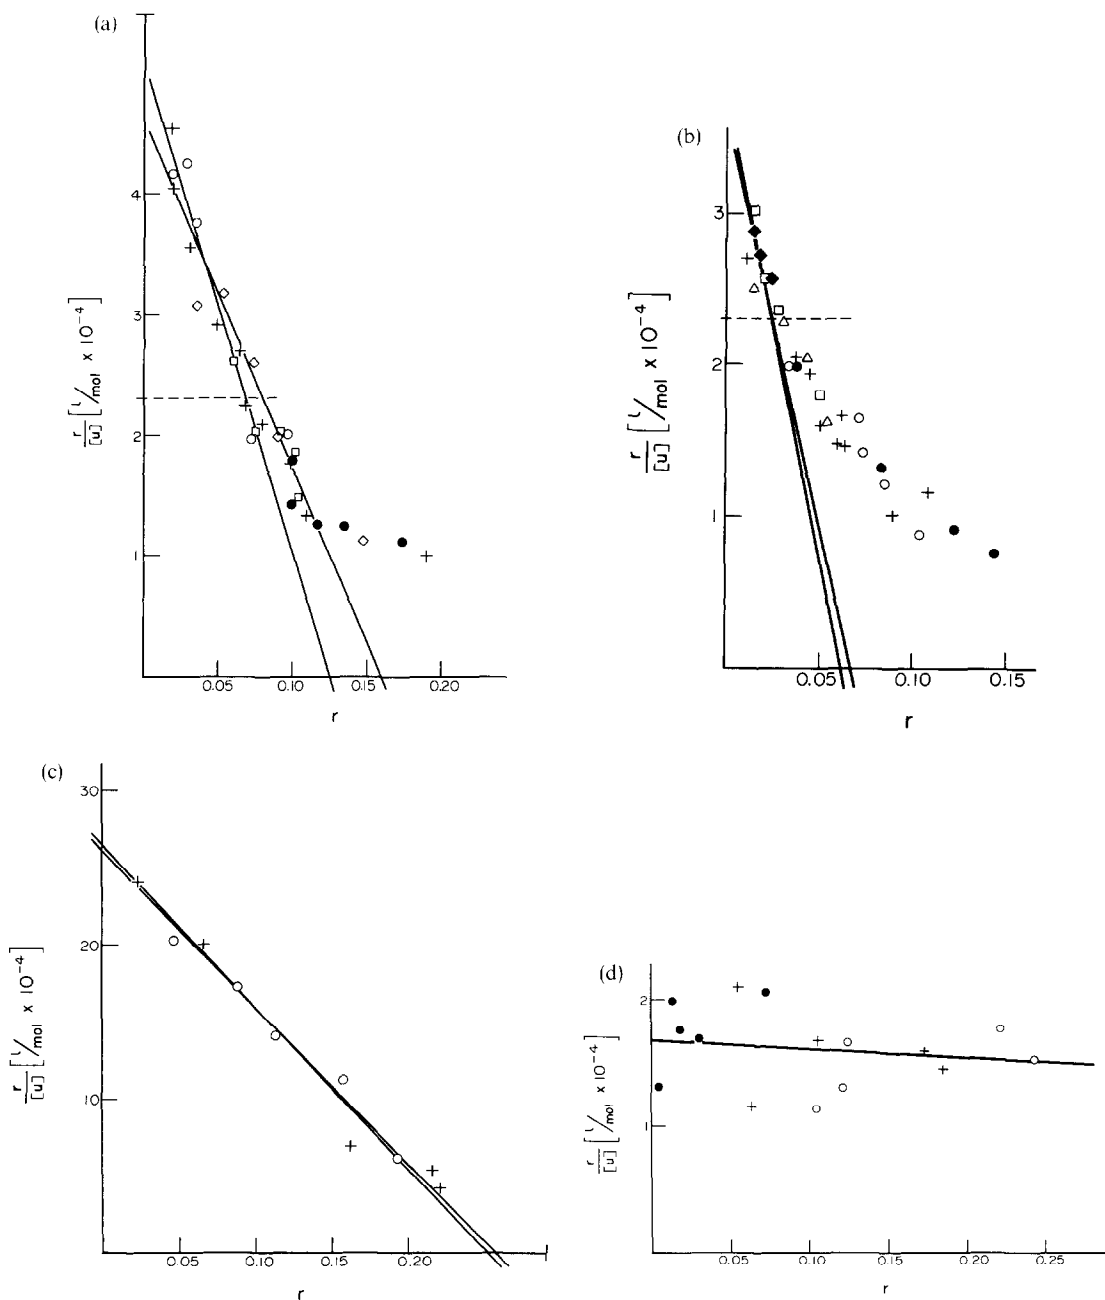 (a)
4
3
2
1
r/[u] [l/mol x 10⁻⁴]
0.05 0.10 0.15 0.20
r
(b)
3
2
1
r/[u] [l/mol x 10⁻⁴]
0.05 0.10 0.15
r
(c)
30
20
10
r/[u] [l/mol x 10⁻⁴]
0.05 0.10 0.15 0.20
r
(d)
2
1
r/[u] [l/mol x 10⁻⁴]
0.05 0.10 0.15 0.20 0.25
r